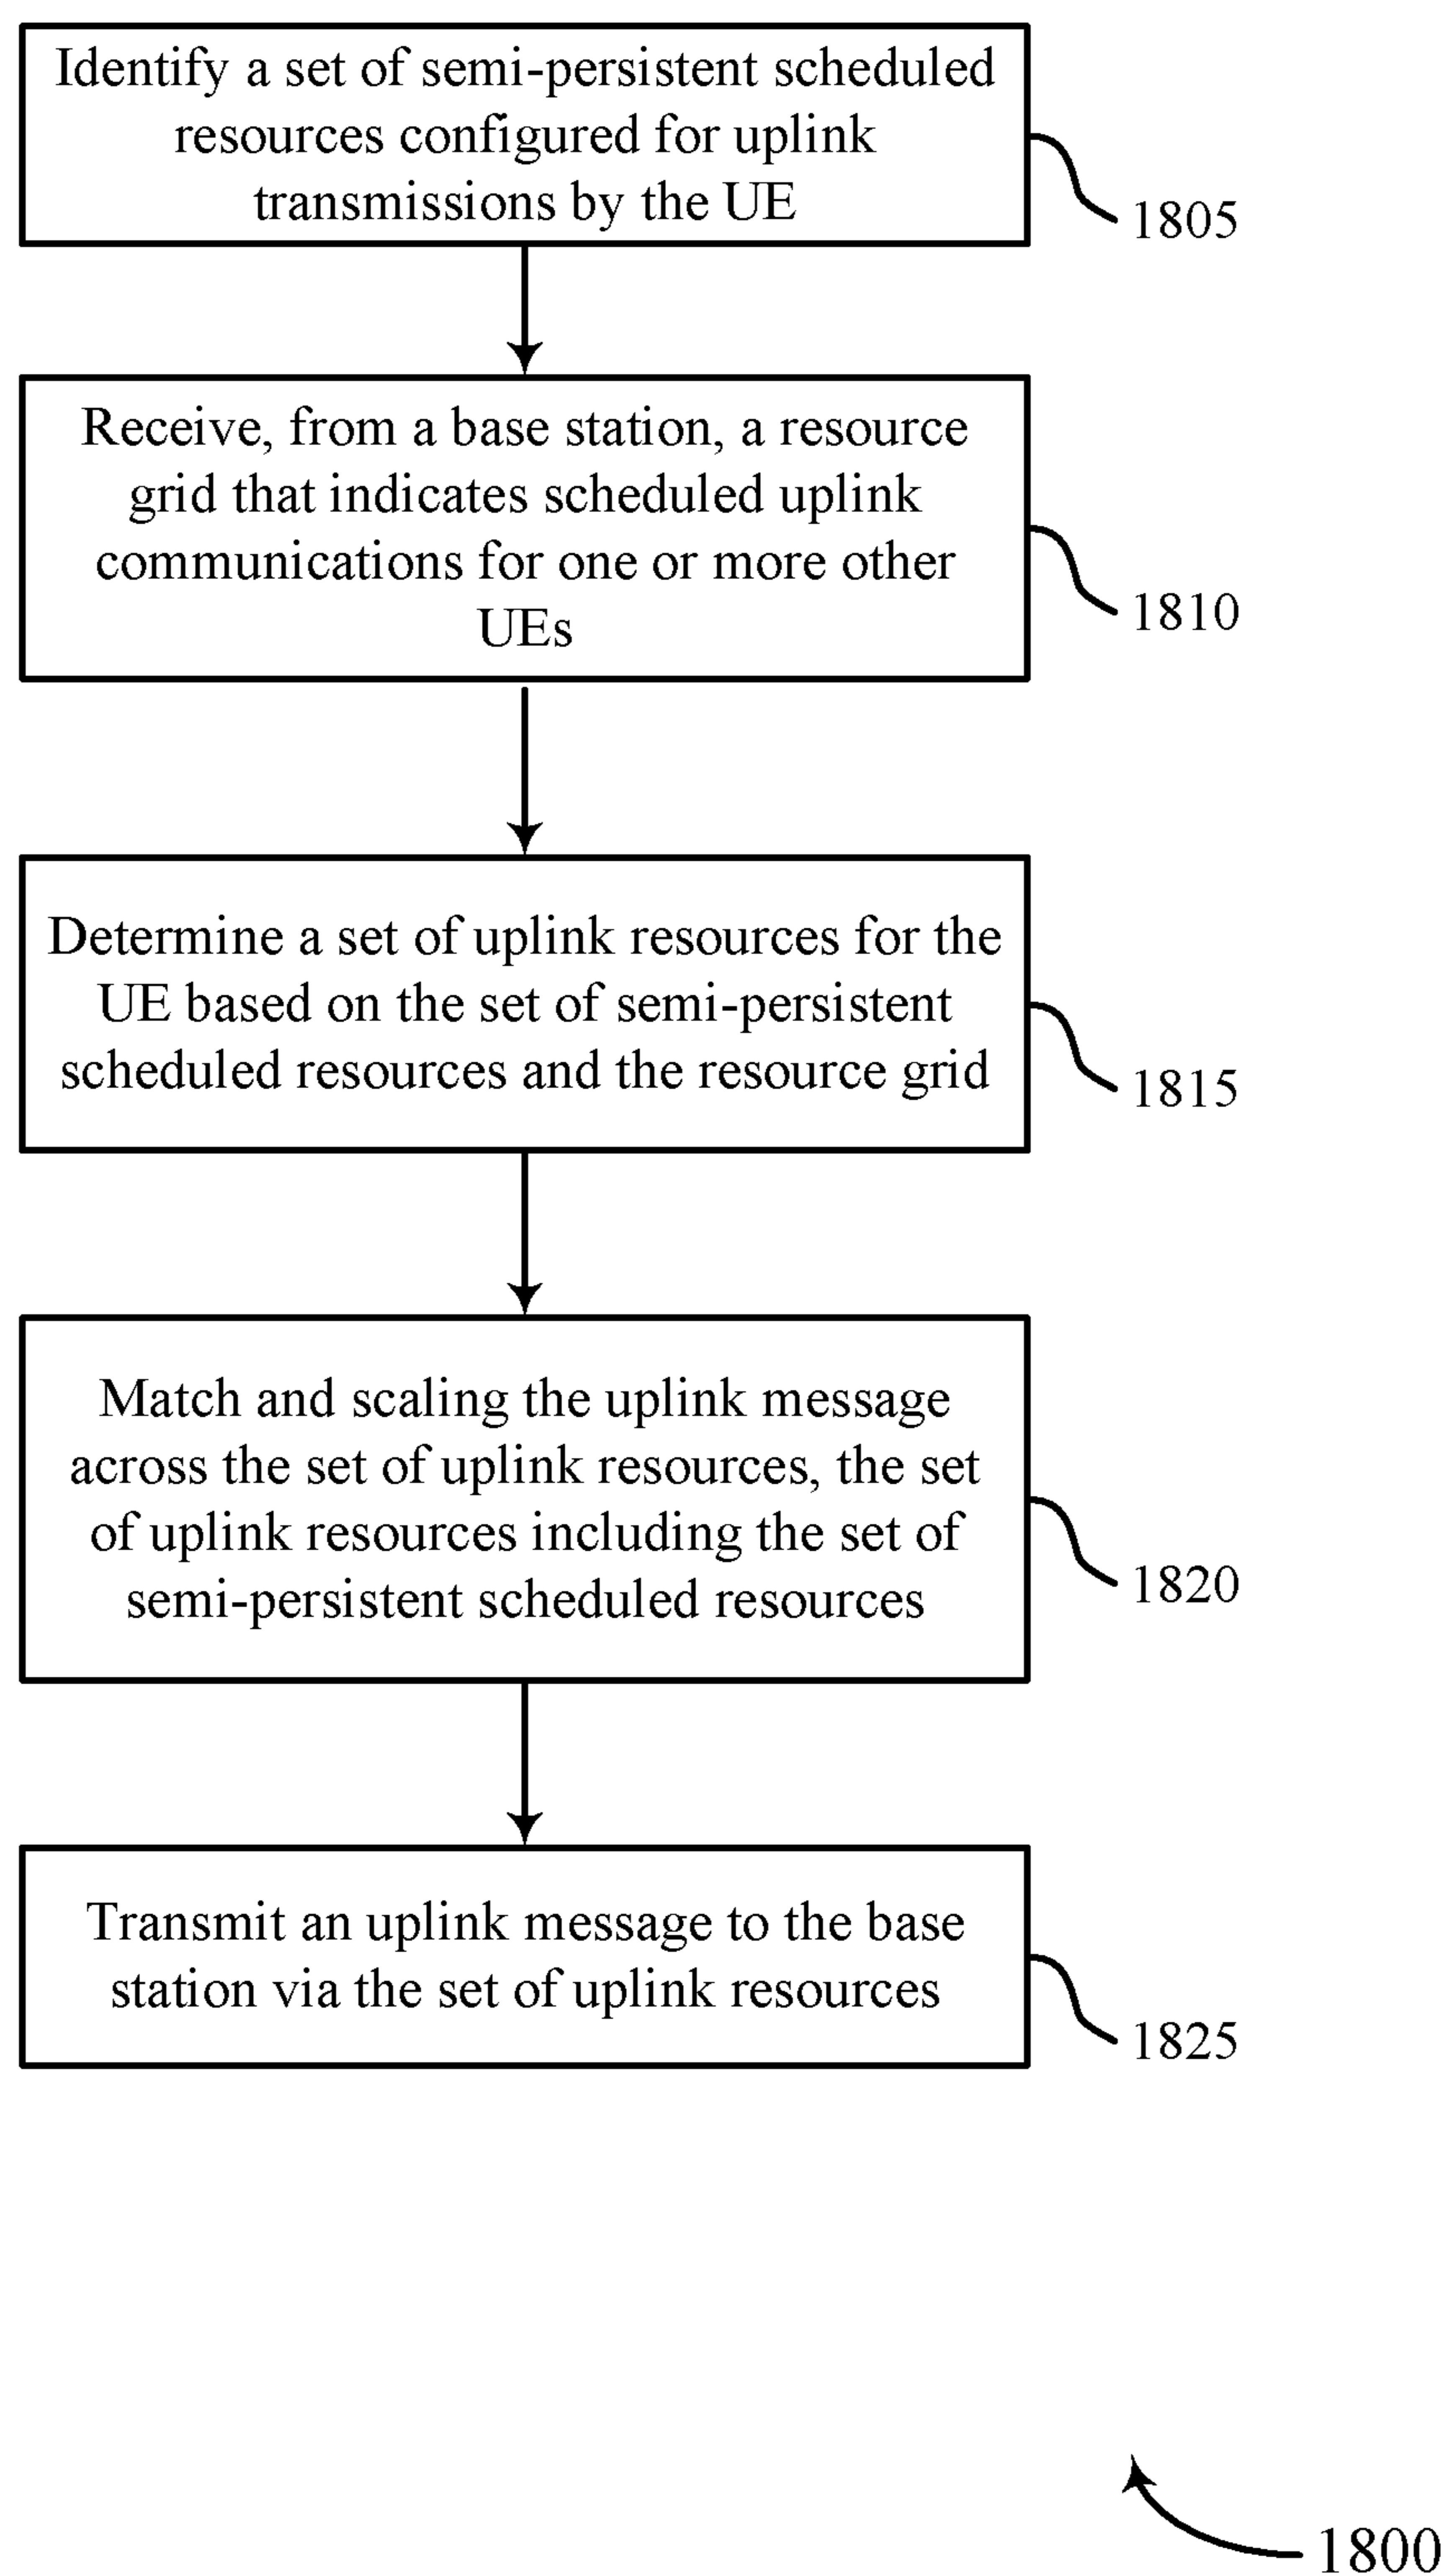 Identify a set of semi-persistent scheduled
resources configured for uplink
transmissions by the UE
1805
Receive, from a base station, a resource
grid that indicates scheduled uplink
communications for one or more other
UEs
1810
Determine a set of uplink resources for the
UE based on the set of semi-persistent
scheduled resources and the resource grid
1815
Match and scaling the uplink message
across the set of uplink resources, the set
of uplink resources including the set of
semi-persistent scheduled resources
1820
Transmit an uplink message to the base
station via the set of uplink resources
1825
1800